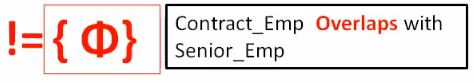 !={ Φ}
Contract_Emp Overlaps with
Senior_Emp